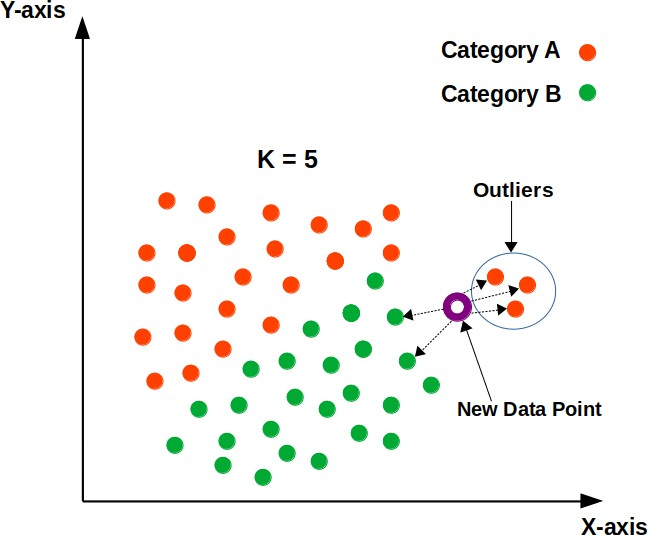 Y-axis
Category A
Category B
K = 5
Outliers
New Data Point
X-axis